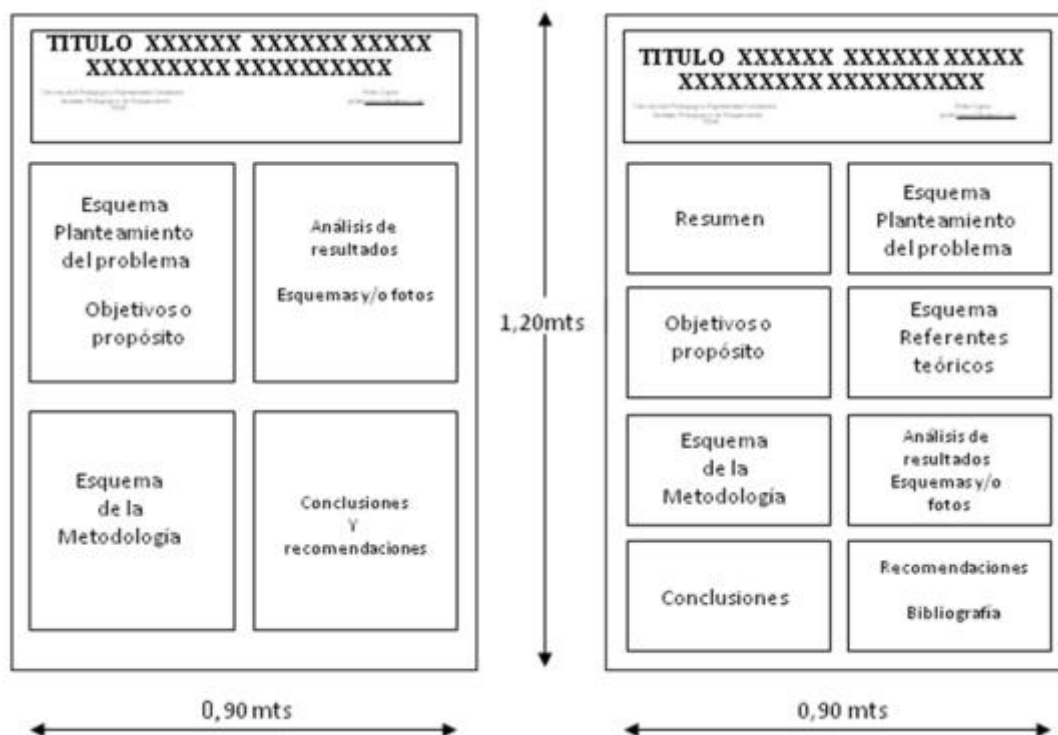 TITULO XXXXXX XXXXXX XXXXX
XXXXXXXXX XXXXXXXXXX
Esquema
Planteamiento
del problema
Objetivos o
propósito
Análisis de
resultados
Esquemas y/o fotos
Esquema
de la
Metodología
Conclusiones
Y
recomendaciones
0,90 mts
1,20mts
TITULO XXXXXX XXXXXX XXXXX
XXXXXXXXX XXXXXXXXXX
Resumen
Esquema
Planteamiento
del problema
Objetivos o
propósito
Esquema
Referentes
teóricos
Esquema
de la
Metodología
Análisis de
resultados
Esquemas y/o
fotos
Conclusiones
Recomendaciones
Bibliografía
0,90 mts